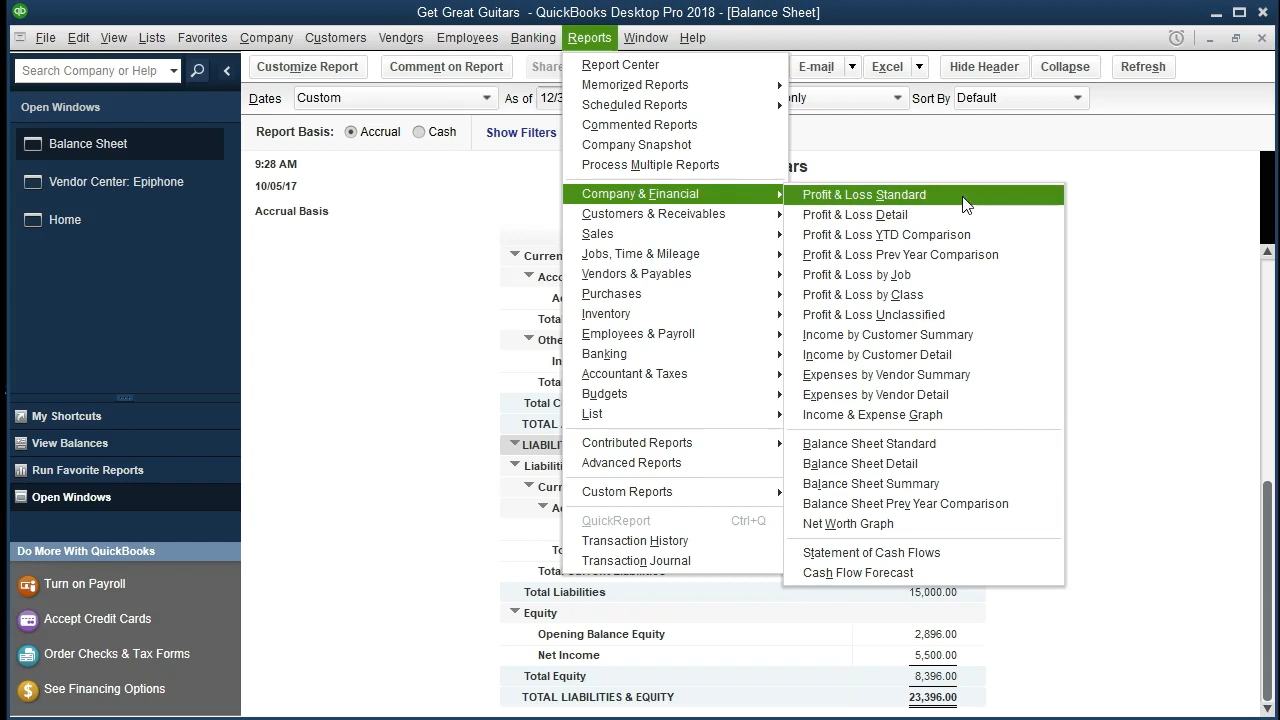 Get Great Guitars - QuickBooks Desktop Pro 2018 - [Balance Sheet]
File Edit View Lists Favorites Company Customers Vendors Employees Banking Reports Window Help
Search Company or Help
Customize Report Comment on Report Share E-mail Excel Hide Header Collapse Refresh
Open Windows
Dates Custom As of 12/3 only Sort By Default
Balance Sheet
Vendor Center: Epiphone
Home
Report Basis: Accrual Cash Show Filters
9:28 AM
10/05/17
Accrual Basis
Report Center
Memorized Reports
Scheduled Reports
Commented Reports
Company Snapshot
Process Multiple Reports
Company & Financial
Customers & Receivables
Sales
Jobs, Time & Mileage
Vendors & Payables
Purchases
Inventory
Employees & Payroll
Banking
Accountant & Taxes
Budgets
List
Contributed Reports
Advanced Reports
Custom Reports
QuickReport Ctrl+Q
Transaction History
Transaction Journal
Profit & Loss Standard
Profit & Loss Detail
Profit & Loss YTD Comparison
Profit & Loss Prev Year Comparison
Profit & Loss by Job
Profit & Loss by Class
Profit & Loss Unclassified
Income by Customer Summary
Income by Customer Detail
Expenses by Vendor Summary
Expenses by Vendor Detail
Income & Expense Graph
Balance Sheet Standard
Balance Sheet Detail
Balance Sheet Summary
Balance Sheet Prev Year Comparison
Net Worth Graph
Statement of Cash Flows
Cash Flow Forecast
Total Liabilities 15,000.00
Equity
Opening Balance Equity 2,896.00
Net Income 5,500.00
Total Equity 8,396.00
TOTAL LIABILITIES & EQUITY 23,396.00
My Shortcuts
View Balances
Run Favorite Reports
Open Windows
Do More With QuickBooks
Turn on Payroll
Accept Credit Cards
Order Checks & Tax Forms
See Financing Options